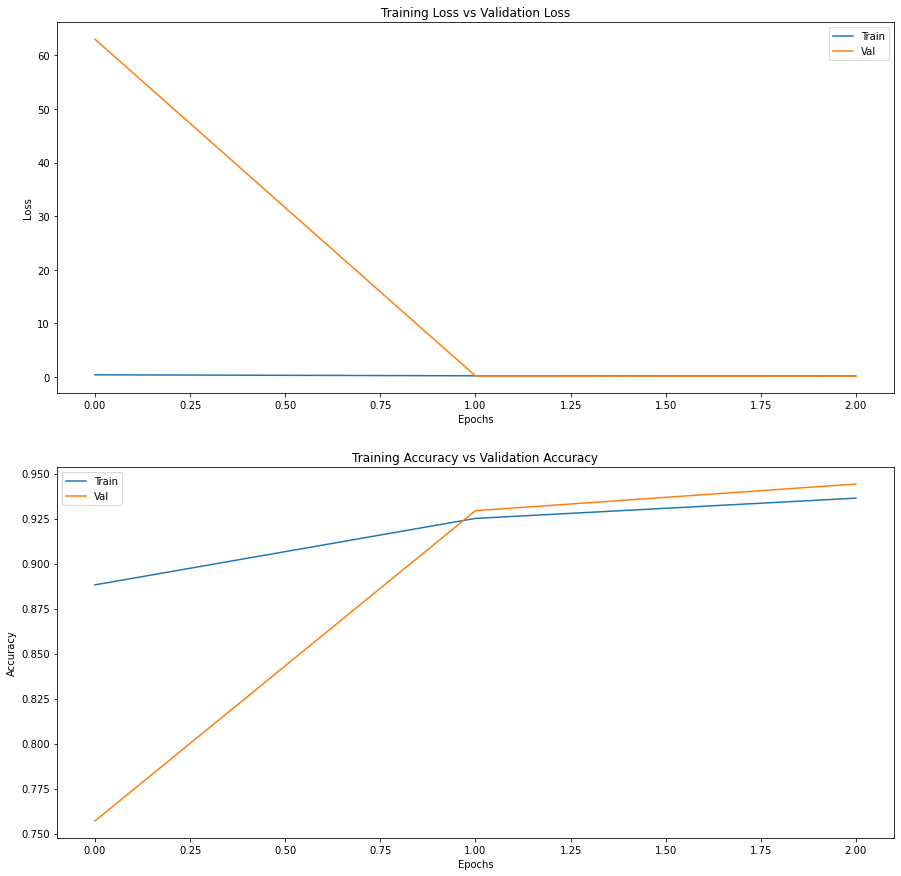 Training Loss vs Validation Loss
Train
Val
60
50
40
30
20
10
0
Loss
0.00 0.25 0.50 0.75 1.00 1.25 1.50 1.75 2.00
Epochs
Training Accuracy vs Validation Accuracy
Train
Val
0.950
0.925
0.900
0.875
0.850
0.825
0.800
0.775
0.750
Accuracy
0.00 0.25 0.50 0.75 1.00 1.25 1.50 1.75 2.00
Epochs